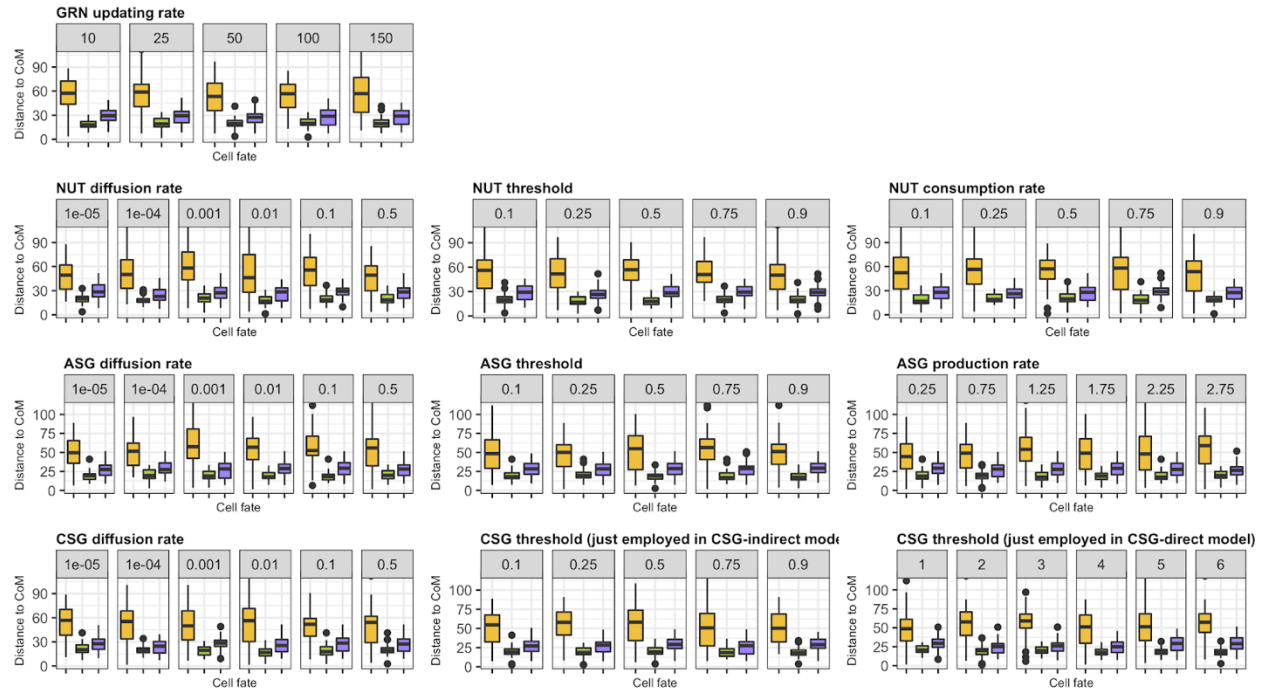 GRN updating rate
10 25 50 100 150
Distance to CoM
90
60
30
0
Cell fate
NUT diffusion rate
1e-05 1e-04 0.001 0.01 0.1 0.5
Distance to CoM
90
60
30
0
Cell fate
NUT threshold
0.1 0.25 0.5 0.75 0.9
Distance to CoM
90
60
30
0
Cell fate
NUT consumption rate
0.1 0.25 0.5 0.75 0.9
Distance to CoM
90
60
30
0
Cell fate
ASG diffusion rate
1e-05 1e-04 0.001 0.01 0.1 0.5
Distance to CoM
100
75
50
25
0
Cell fate
ASG threshold
0.1 0.25 0.5 0.75 0.9
Distance to CoM
100
75
50
25
0
Cell fate
ASG production rate
0.25 0.75 1.25 1.75 2.25 2.75
Distance to CoM
100
75
50
25
0
Cell fate
CSG diffusion rate
1e-05 1e-04 0.001 0.01 0.1 0.5
Distance to CoM
90
60
30
0
Cell fate
CSG threshold (just employed in CSG-indirect mode
0.1 0.25 0.5 0.75 0.9
Distance to CoM
100
75
50
25
0
Cell fate
CSG threshold (just employed in CSG-direct model)
1 2 3 4 5 6
Distance to CoM
100
75
50
25
0
Cell fate